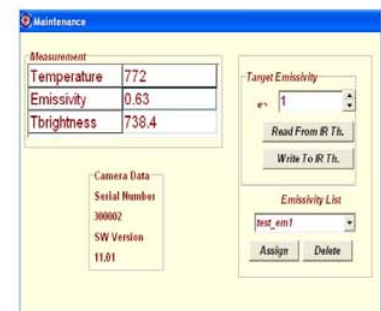 Maintenance
Measurement
Temperature 772
Emissivity 0.63
Tbrightness 738.4
Camera Data
Serial Number
300002
SW Version
11.01
Target Emissivity
e= 1
Read From IR Th.
Write To IR Th.
Emissivity List
test_em1
Assign Delete